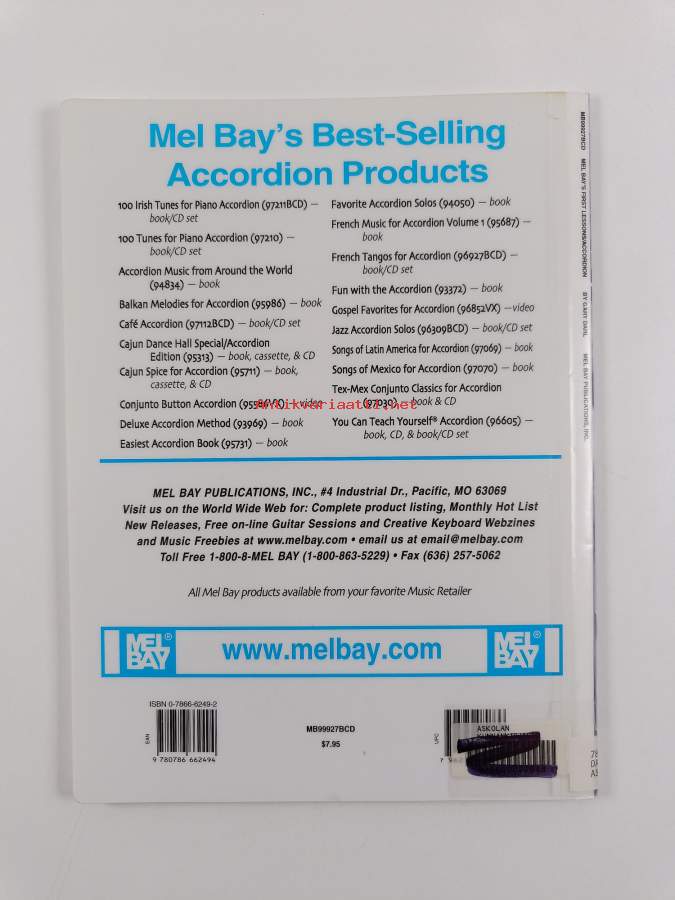 Mel Bay's Best-Selling
Accordion Products
100 Irish Tunes for Piano Accordion (97211BCD) –
book/CD set
100 Tunes for Piano Accordion (97210) –
book/CD set
Accordion Music from Around the World
(94834) – book
Balkan Melodies for Accordion (95986) – book
Café Accordion (97112BCD) – book/CD set
Cajun Dance Hall Special/Accordion
Edition (95313) – book, cassette, & CD
Cajun Spice for Accordion (95711) – book,
cassette, & CD
Conjunto Button Accordion (95386VX) – video
Deluxe Accordion Method (93969) – book
Easiest Accordion Book (95731) – book
Favorite Accordion Solos (94050) – book
French Music for Accordion Volume 1 (95687) –
book
French Tangos for Accordion (96927BCD) –
book/CD set
Fun with the Accordion (93372) – book
Gospel Favorites for Accordion (96852VX) –video
Jazz Accordion Solos (96309BCD) – book/CD set
Songs of Latin America for Accordion (97069) – book
Songs of Mexico for Accordion (97070) – book
Tex-Mex Conjunto Classics for Accordion
(97030) – book & CD
You Can Teach Yourself® Accordion (96605) –
book, CD, & book/CD set
antikvariaatti.net
MEL BAY PUBLICATIONS, INC., #4 Industrial Dr., Pacific, MO 63069
Visit us on the World Wide Web for: Complete product listing, Monthly Hot List
New Releases, Free on-line Guitar Sessions and Creative Keyboard Webzines
and Music Freebies at www.melbay.com • email us at email@melbay.com
Toll Free 1-800-8-MEL BAY (1-800-863-5229) • Fax (636) 257-5062
All Mel Bay products available from your favorite Music Retailer
MEL BAY® www.melbay.com MEL BAY®
ISBN 0-7866-6249-2
EAN
9 780786 662494
MB99927BCD
$7.95
UPC
ASKOLAN
MB99927BCD MEL BAY'S FIRST LESSONS/ACCORDION BY GARY DAHL MEL BAY PUBLICATIONS, INC.